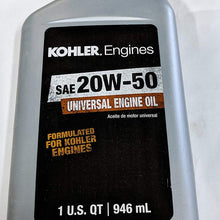 KOHLER. Engines
SAE 20W-50
UNIVERSAL ENGINE OIL
Aceite de motor universal
FORMULATED
FOR KOHLER
ENGINES
1 U.S. QT | 946 mL